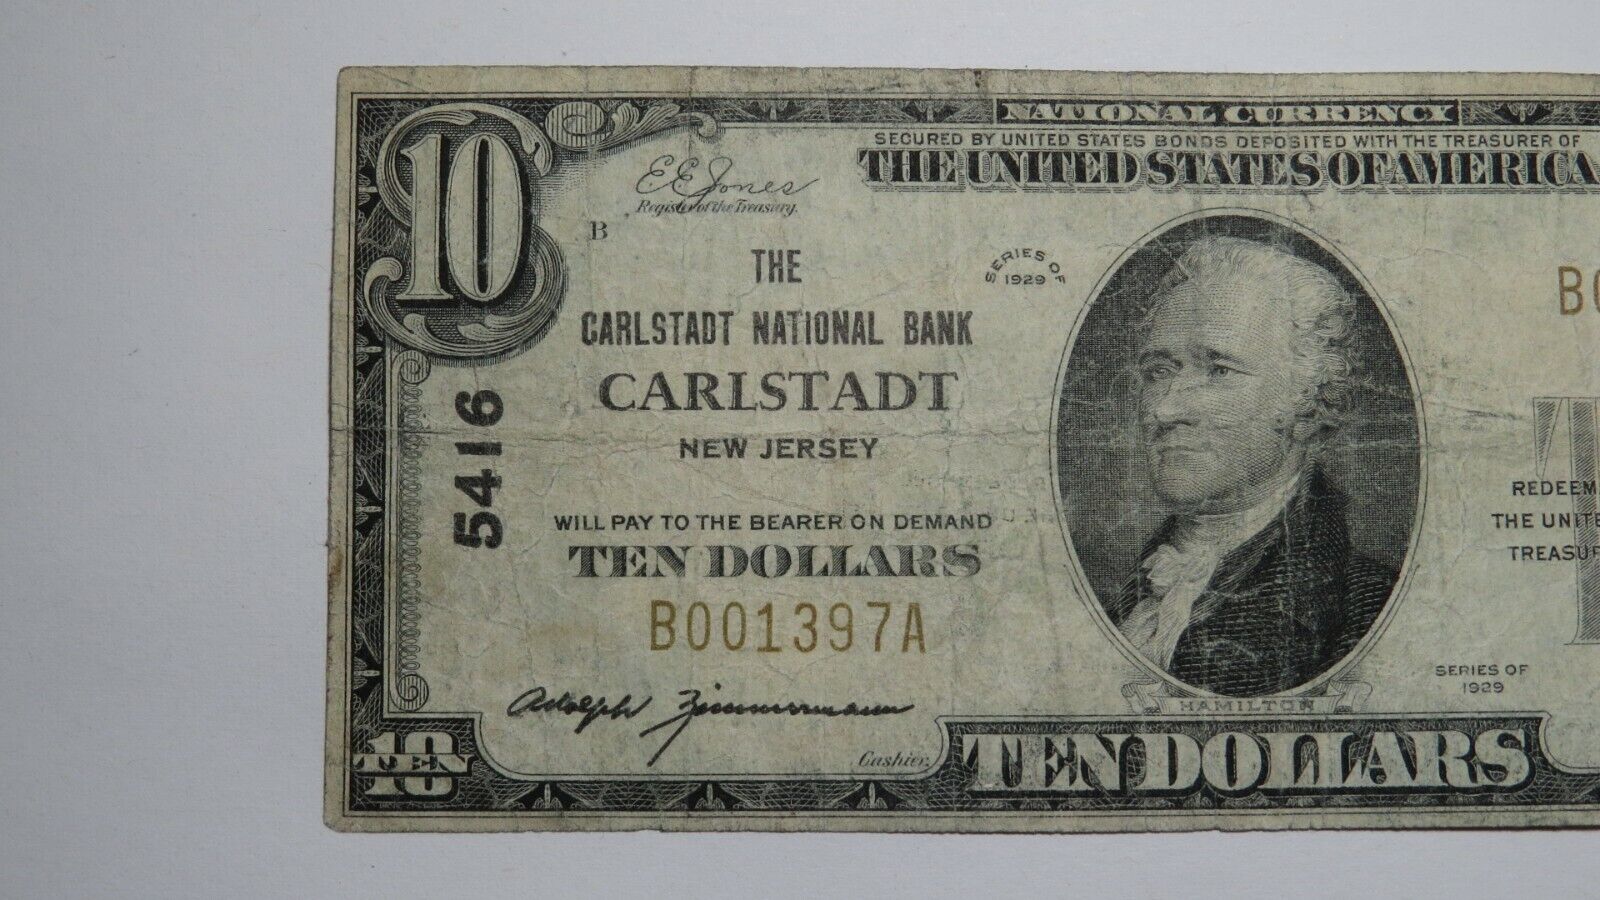 NATIONAL CURRENCY
SECURED BY UNITED STATES BONDS DEPOSITED WITH THE TREASURER OF
THE UNITED STATES OF AMERICA
10
E E Jones
Register of the Treasury.
B
THE
CARLSTADT NATIONAL BANK
CARLSTADT
NEW JERSEY
5416
WILL PAY TO THE BEARER ON DEMAND
TEN DOLLARS
B001397A
Adolph Zimmermann
Cashier.
SERIES OF
1929
HAMILTON
B0
REDEEM
THE UNITE
TREASU
SERIES OF
1929
10
TEN
TEN DOLLARS